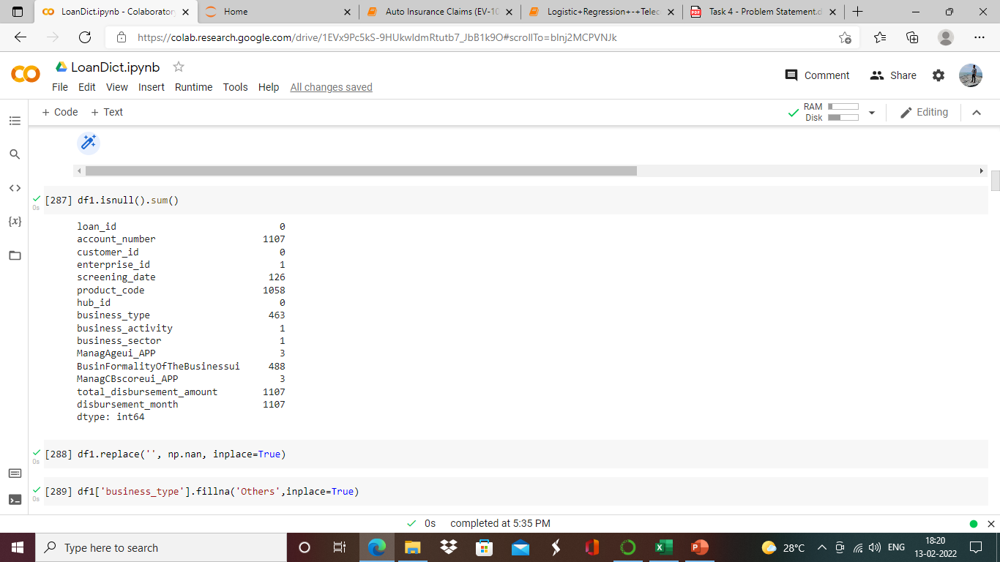 LoanDict.ipynb - Colaboratory
Home
Auto Insurance Claims (EV-10
Logistic+Regression+-+Telec
PDF
Task 4 - Problem Statement.d
https://colab.research.google.com/drive/1EVx9Pc5kS-9HUkwldmRtutb7_JbB1k9O#scrollTo=blnj2MCPVNJk
LoanDict.ipynb
Comment
Share
File Edit View Insert Runtime Tools Help All changes saved
+ Code + Text
RAM
Disk
Editing
[287] df1.isnull().sum()
0s
loan_id 0
account_number 1107
customer_id 0
enterprise_id 1
screening_date 126
product_code 1058
hub_id 0
business_type 463
business_activity 1
business_sector 1
ManagAgeui_APP 3
BusinFormalityOfTheBusinessui 488
ManagCBscoreui_APP 3
total_disbursement_amount 1107
disbursement_month 1107
dtype: int64
[288] df1.replace('', np.nan, inplace=True)
0s
[289] df1['business_type'].fillna('Others',inplace=True)
0s
0s completed at 5:35 PM
Type here to search
28°C
ENG
18:20
13-02-2022